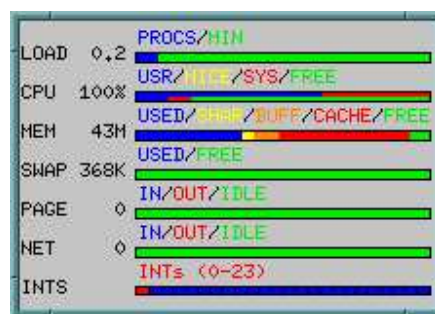 PROCS/MIN
LOAD 0.2
USR/NICE/SYS/FREE
CPU 100%
USED/SHAR/BUFF/CACHE/FREE
MEM 43M
USED/FREE
SWAP 368K
IN/OUT/IDLE
PAGE 0
IN/OUT/IDLE
NET 0
INTs (0-23)
INTS